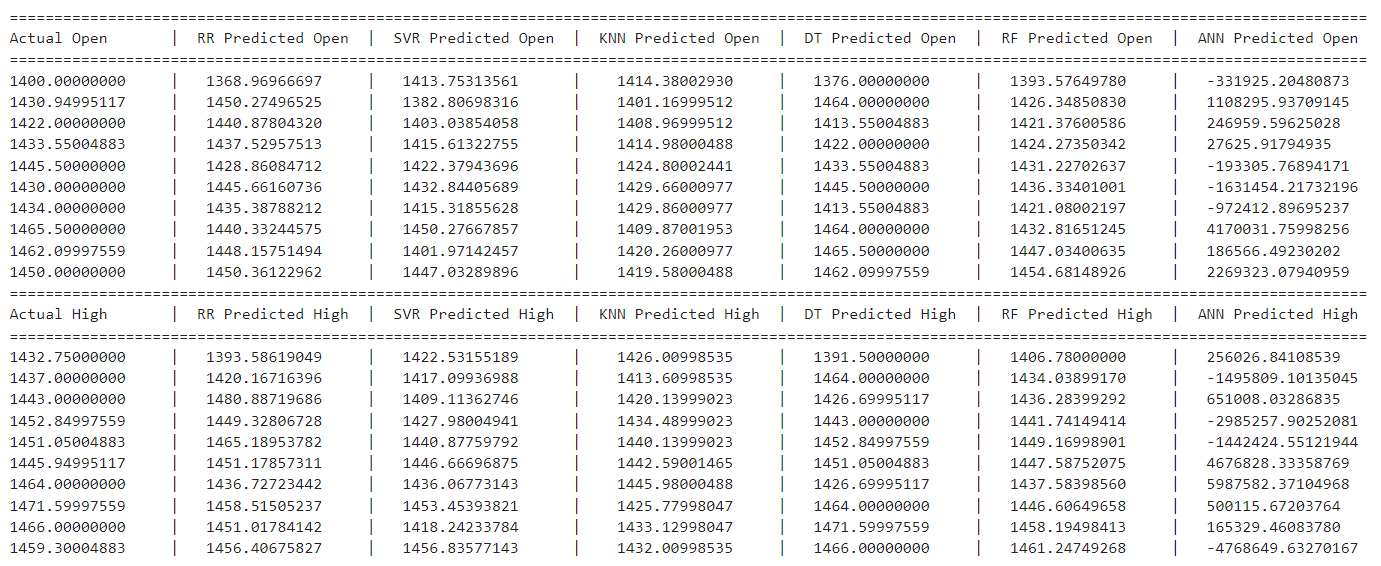 ===========================================================================================================================================================
Actual Open | RR Predicted Open | SVR Predicted Open | KNN Predicted Open | DT Predicted Open | RF Predicted Open | ANN Predicted Open
===========================================================================================================================================================
1400.00000000 | 1368.96966697 | 1413.75313561 | 1414.38002930 | 1376.00000000 | 1393.57649780 | -331925.20480873
1430.94995117 | 1450.27496525 | 1382.80698316 | 1401.16999512 | 1464.00000000 | 1426.34850830 | 1108295.93709145
1422.00000000 | 1440.87804320 | 1403.03854058 | 1408.96999512 | 1413.55004883 | 1421.37600586 | 246959.59625028
1433.55004883 | 1437.52957513 | 1415.61322755 | 1414.98000488 | 1422.00000000 | 1424.27350342 | 27625.91794935
1445.50000000 | 1428.86084712 | 1422.37943696 | 1424.80002441 | 1433.55004883 | 1431.22702637 | -193305.76894171
1430.00000000 | 1445.66160736 | 1432.84405689 | 1429.66000977 | 1445.50000000 | 1436.33401001 | -1631454.21732196
1434.00000000 | 1435.38788212 | 1415.31855628 | 1429.86000977 | 1413.55004883 | 1421.08002197 | -972412.89695237
1465.50000000 | 1440.33244575 | 1450.27667857 | 1409.87001953 | 1464.00000000 | 1432.81651245 | 4170031.75998256
1462.09997559 | 1448.15751494 | 1401.97142457 | 1420.26000977 | 1465.50000000 | 1447.03400635 | 186566.49230202
1450.00000000 | 1450.36122962 | 1447.03289896 | 1419.58000488 | 1462.09997559 | 1454.68148926 | 2269323.07940959
===========================================================================================================================================================
Actual High | RR Predicted High | SVR Predicted High | KNN Predicted High | DT Predicted High | RF Predicted High | ANN Predicted High
===========================================================================================================================================================
1432.75000000 | 1393.58619049 | 1422.53155189 | 1426.00998535 | 1391.50000000 | 1406.78000000 | 256026.84108539
1437.00000000 | 1420.16716396 | 1417.09936988 | 1413.60998535 | 1464.00000000 | 1434.03899170 | -1495809.10135045
1443.00000000 | 1480.88719686 | 1409.11362746 | 1420.13999023 | 1426.69995117 | 1436.28399292 | 651008.03286835
1452.84997559 | 1449.32806728 | 1427.98004941 | 1434.48999023 | 1443.00000000 | 1441.74149414 | -2985257.90252081
1451.05004883 | 1465.18953782 | 1440.87759792 | 1440.13999023 | 1452.84997559 | 1449.16998901 | -1442424.55121944
1445.94995117 | 1451.17857311 | 1446.66696875 | 1442.59001465 | 1451.05004883 | 1447.58752075 | 4676828.33358769
1464.00000000 | 1436.72723442 | 1436.06773143 | 1445.98000488 | 1426.69995117 | 1437.58398560 | 5987582.37104968
1471.59997559 | 1458.51505237 | 1453.45393821 | 1425.77998047 | 1464.00000000 | 1446.60649658 | 500115.67203764
1466.00000000 | 1451.01784142 | 1418.24233784 | 1433.12998047 | 1471.59997559 | 1458.19498413 | 165329.46083780
1459.30004883 | 1456.40675827 | 1456.83577143 | 1432.00998535 | 1466.00000000 | 1461.24749268 | -4768649.63270167